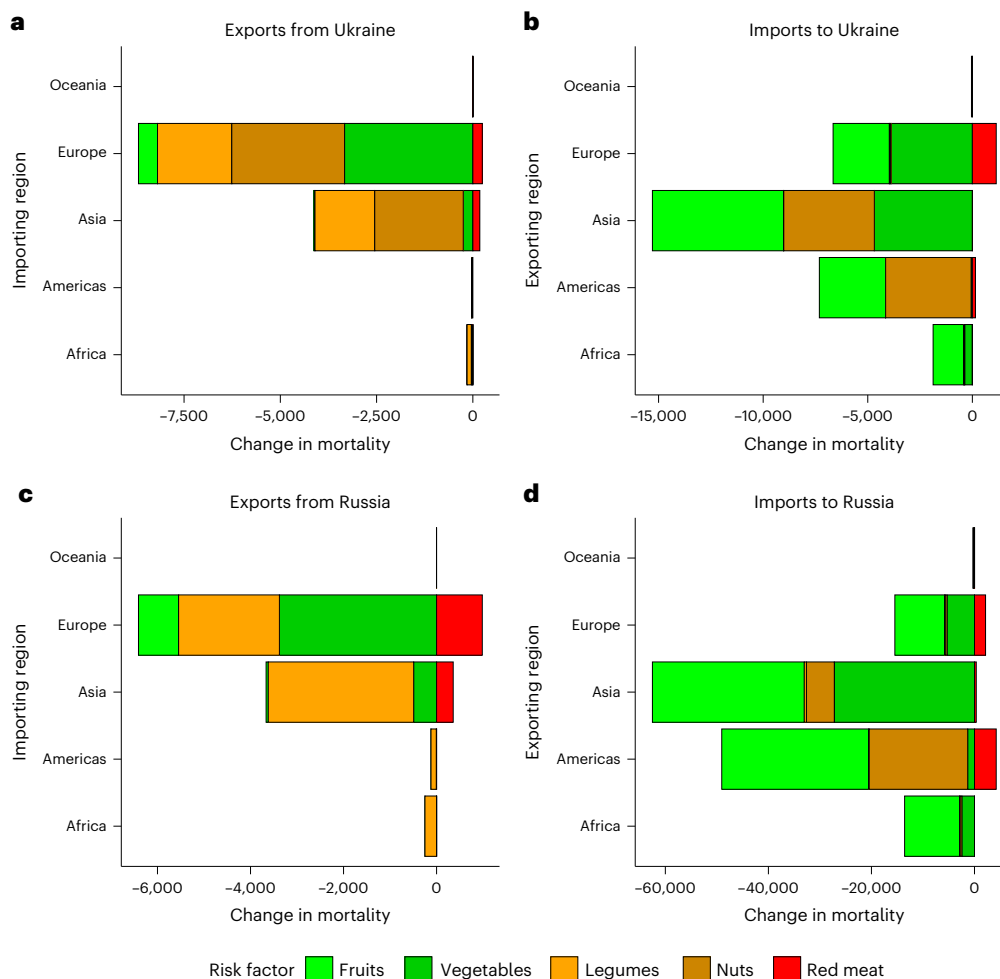 a
Exports from Ukraine
Importing region
Oceania
Europe
Asia
Americas
Africa
−7,500 −5,000 −2,500 0
Change in mortality
b
Imports to Ukraine
Exporting region
Oceania
Europe
Asia
Americas
Africa
−15,000 −10,000 −5,000 0
Change in mortality
c
Exports from Russia
Importing region
Oceania
Europe
Asia
Americas
Africa
−6,000 −4,000 −2,000 0
Change in mortality
d
Imports to Russia
Exporting region
Oceania
Europe
Asia
Americas
Africa
−60,000 −40,000 −20,000 0
Change in mortality
Risk factor Fruits Vegetables Legumes Nuts Red meat